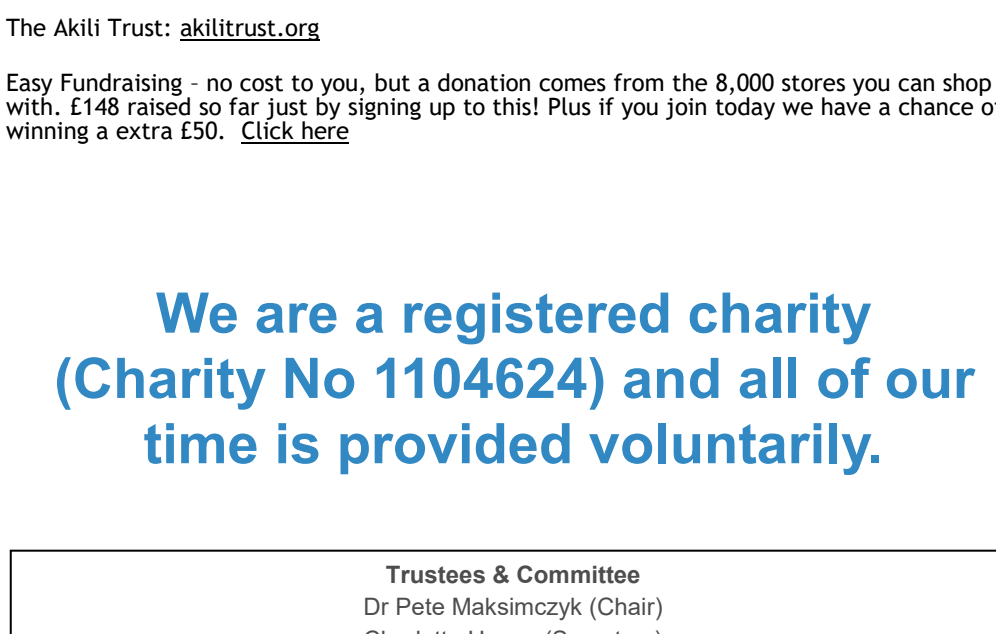 The Akili Trust: akilitrust.org
Easy Fundraising – no cost to you, but a donation comes from the 8,000 stores you can shop
with. £148 raised so far just by signing up to this! Plus if you join today we have a chance of
winning a extra £50. Click here
We are a registered charity
(Charity No 1104624) and all of our
time is provided voluntarily.
Trustees & Committee
Dr Pete Maksimczyk (Chair)